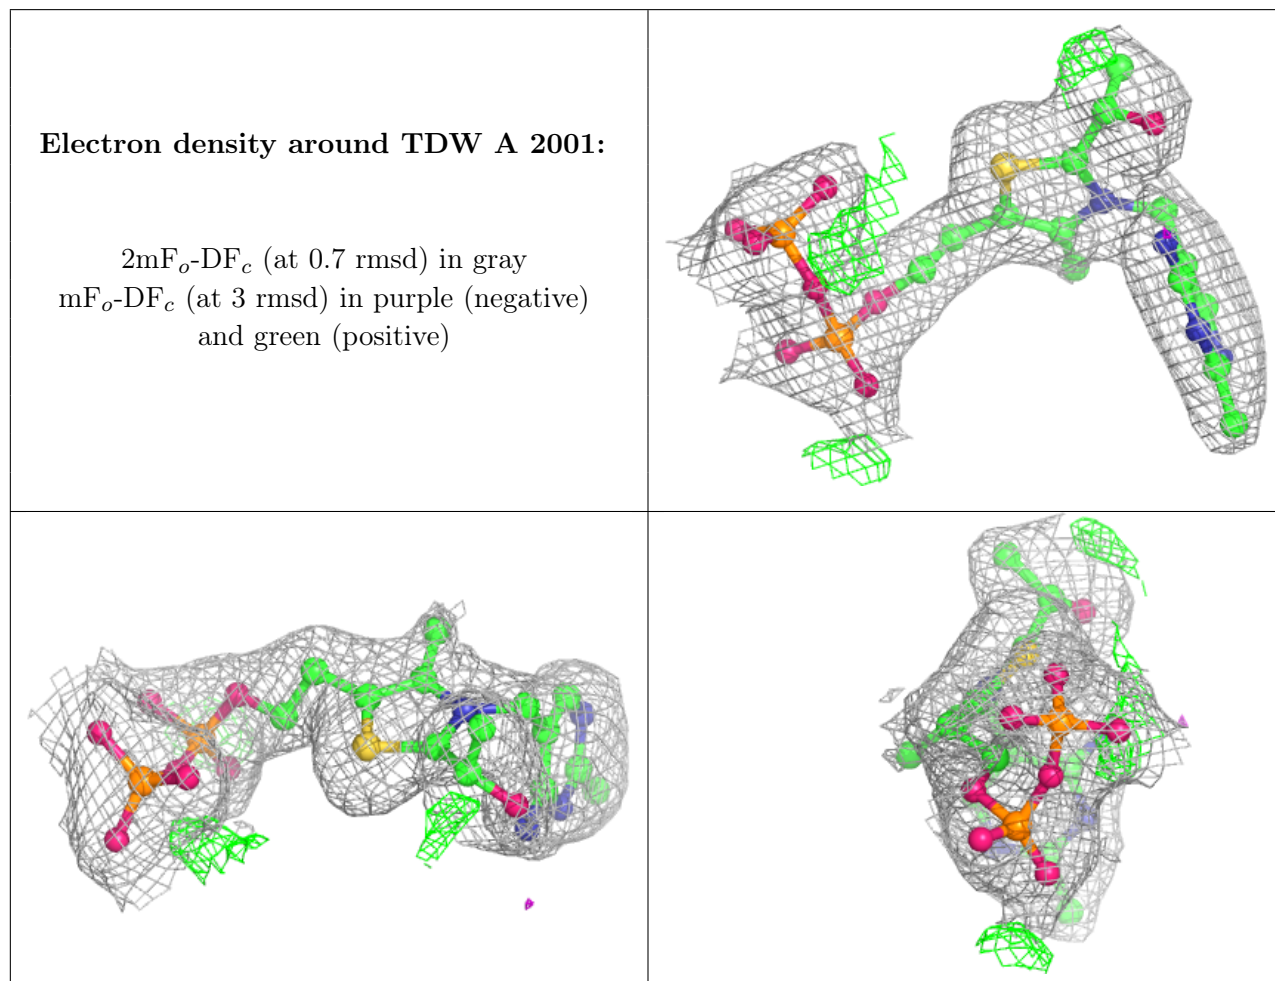 Electron density around TDW A 2001:
2mFₒ-DF𝒸 (at 0.7 rmsd) in gray
mFₒ-DF𝒸 (at 3 rmsd) in purple (negative)
and green (positive)